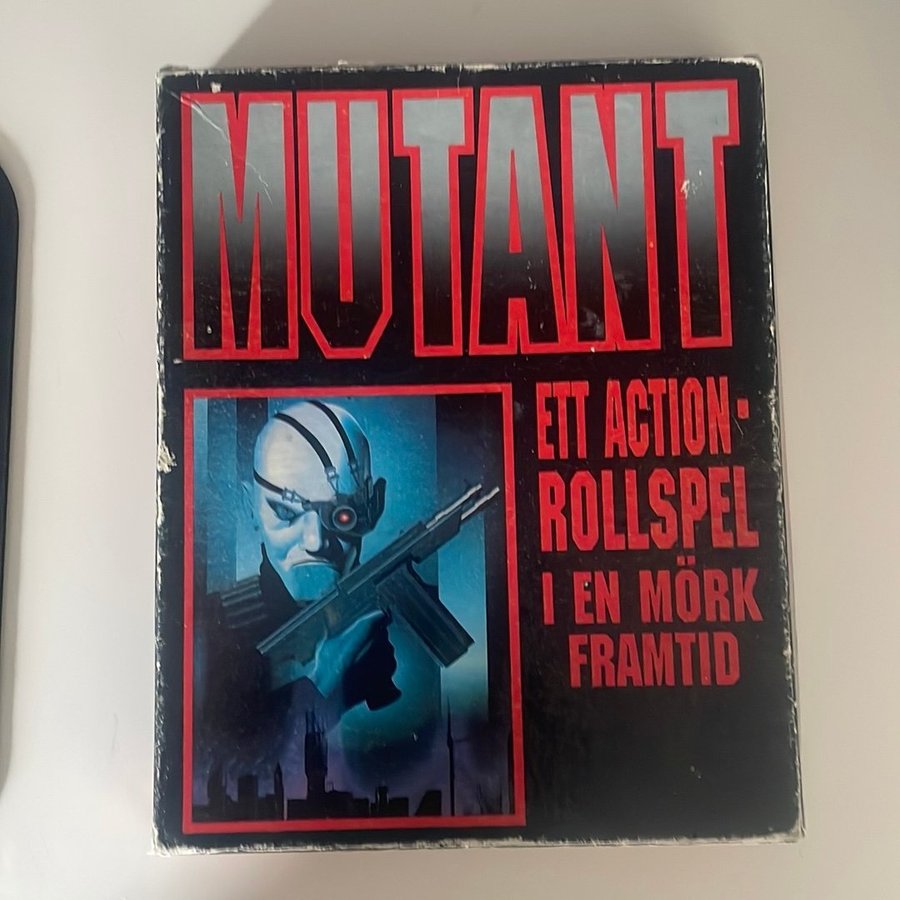 MUTANT
ETT ACTION-
ROLLSPEL
I EN MÖRK
FRAMTID